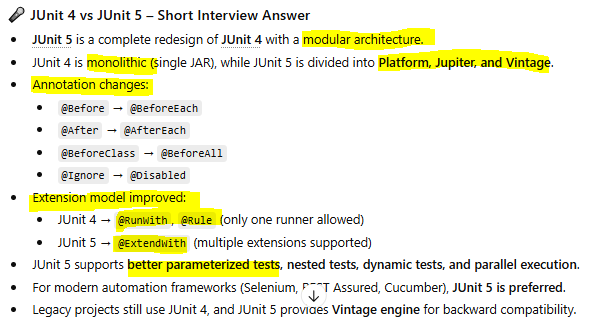 JUnit 4 vs JUnit 5 – Short Interview Answer
JUnit 5 is a complete redesign of JUnit 4 with a modular architecture.
JUnit 4 is monolithic (single JAR), while JUnit 5 is divided into Platform, Jupiter, and Vintage.
Annotation changes:
@Before → @BeforeEach
@After → @AfterEach
@BeforeClass → @BeforeAll
@Ignore → @Disabled
Extension model improved:
JUnit 4 → @RunWith, @Rule (only one runner allowed)
JUnit 5 → @ExtendWith (multiple extensions supported)
JUnit 5 supports better parameterized tests, nested tests, dynamic tests, and parallel execution.
For modern automation frameworks (Selenium, Assured, Cucumber), JUnit 5 is preferred.
Legacy projects still use JUnit 4, and JUnit 5 provides Vintage engine for backward compatibility.